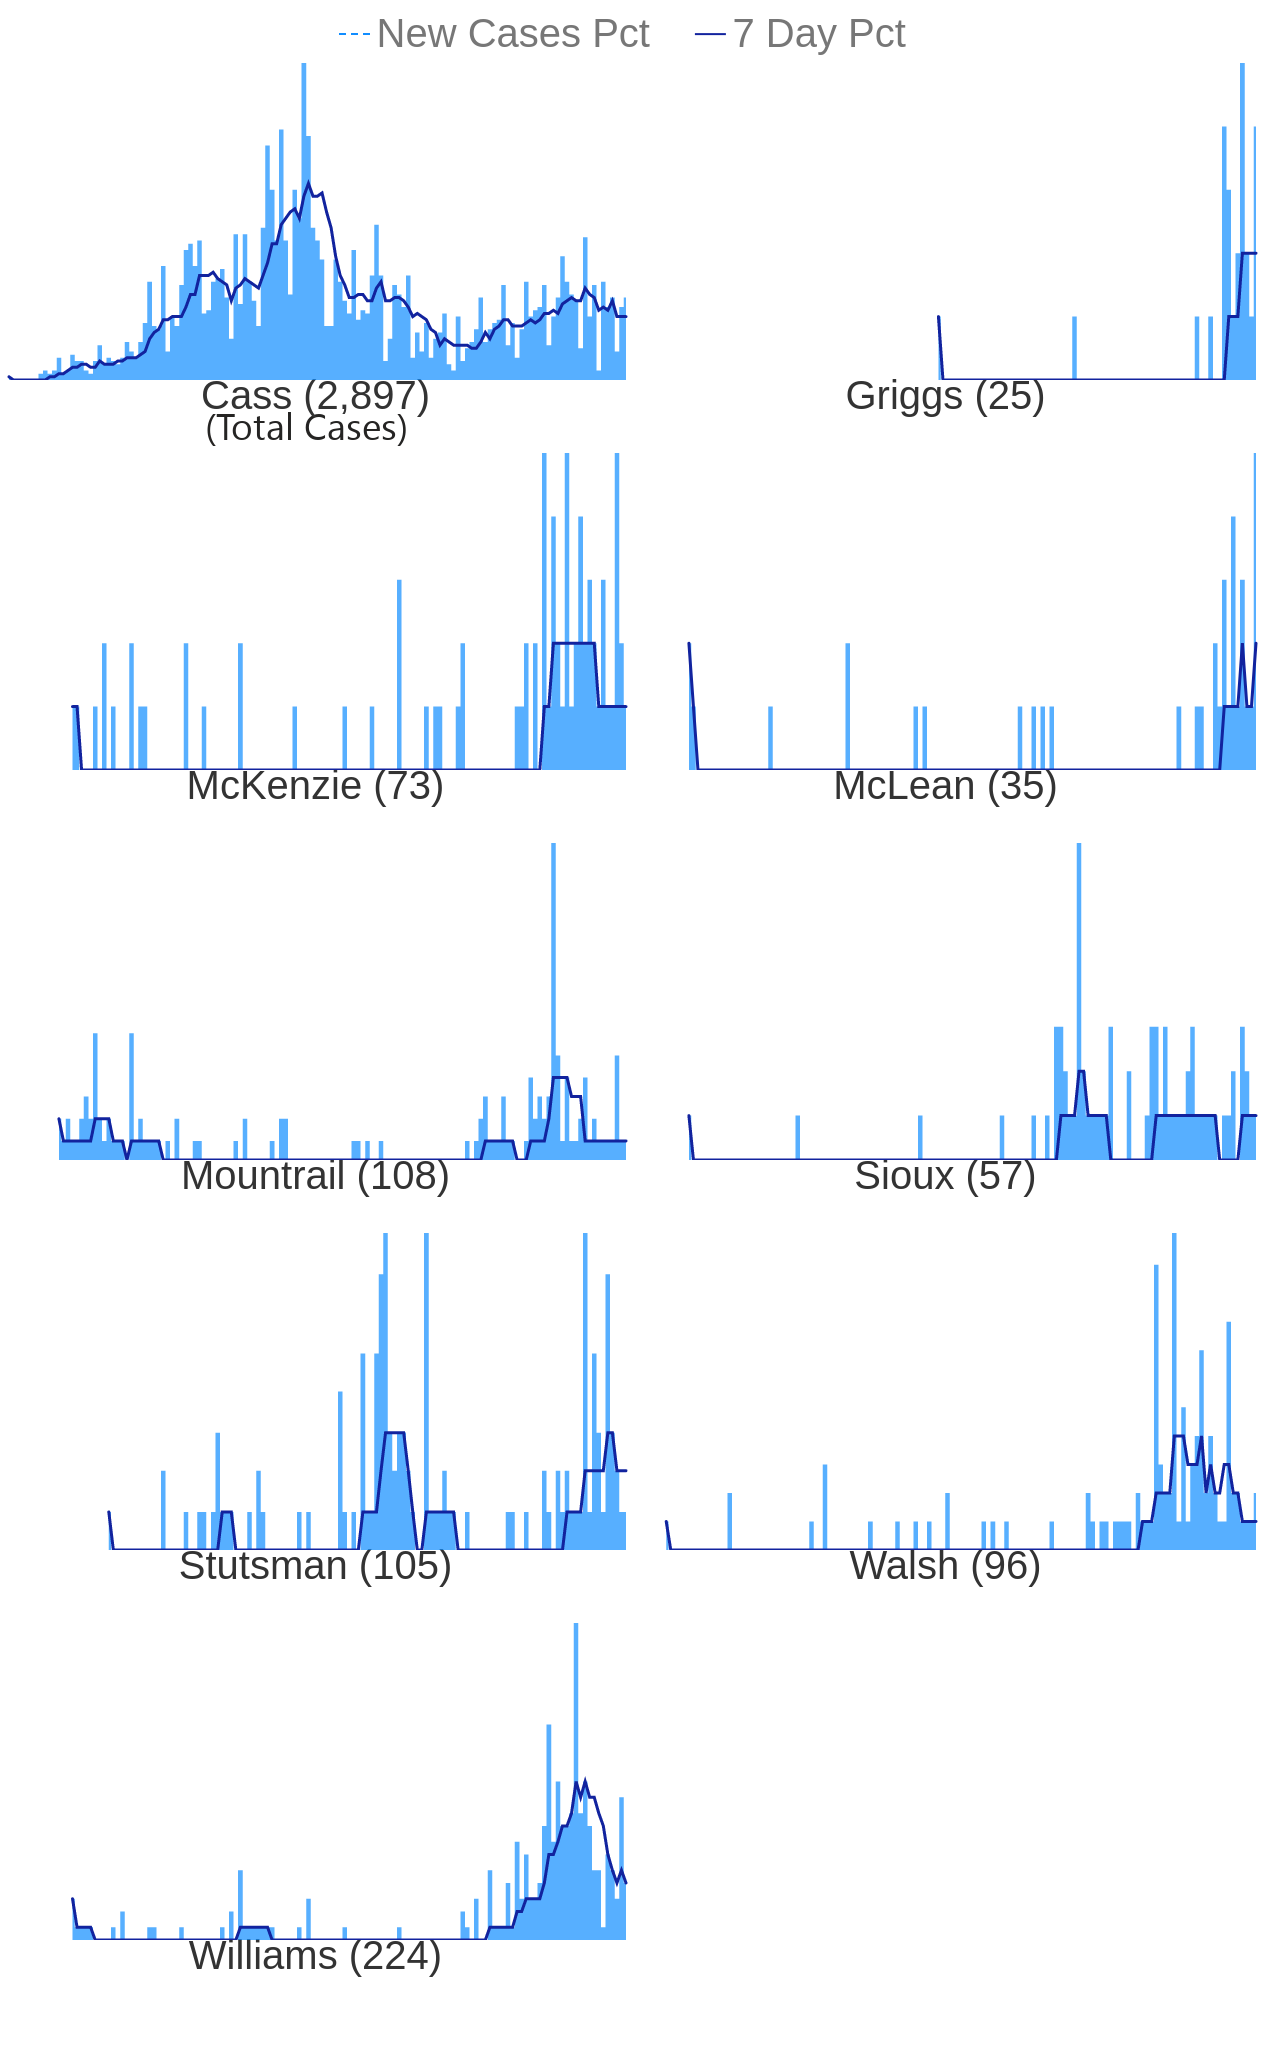 New Cases Pct 7 Day Pct
Cass (2,897) Griggs (25)
(Total Cases)
McKenzie (73) McLean (35)
Mountrail (108) Sioux (57)
Stutsman (105) Walsh (96)
Williams (224)